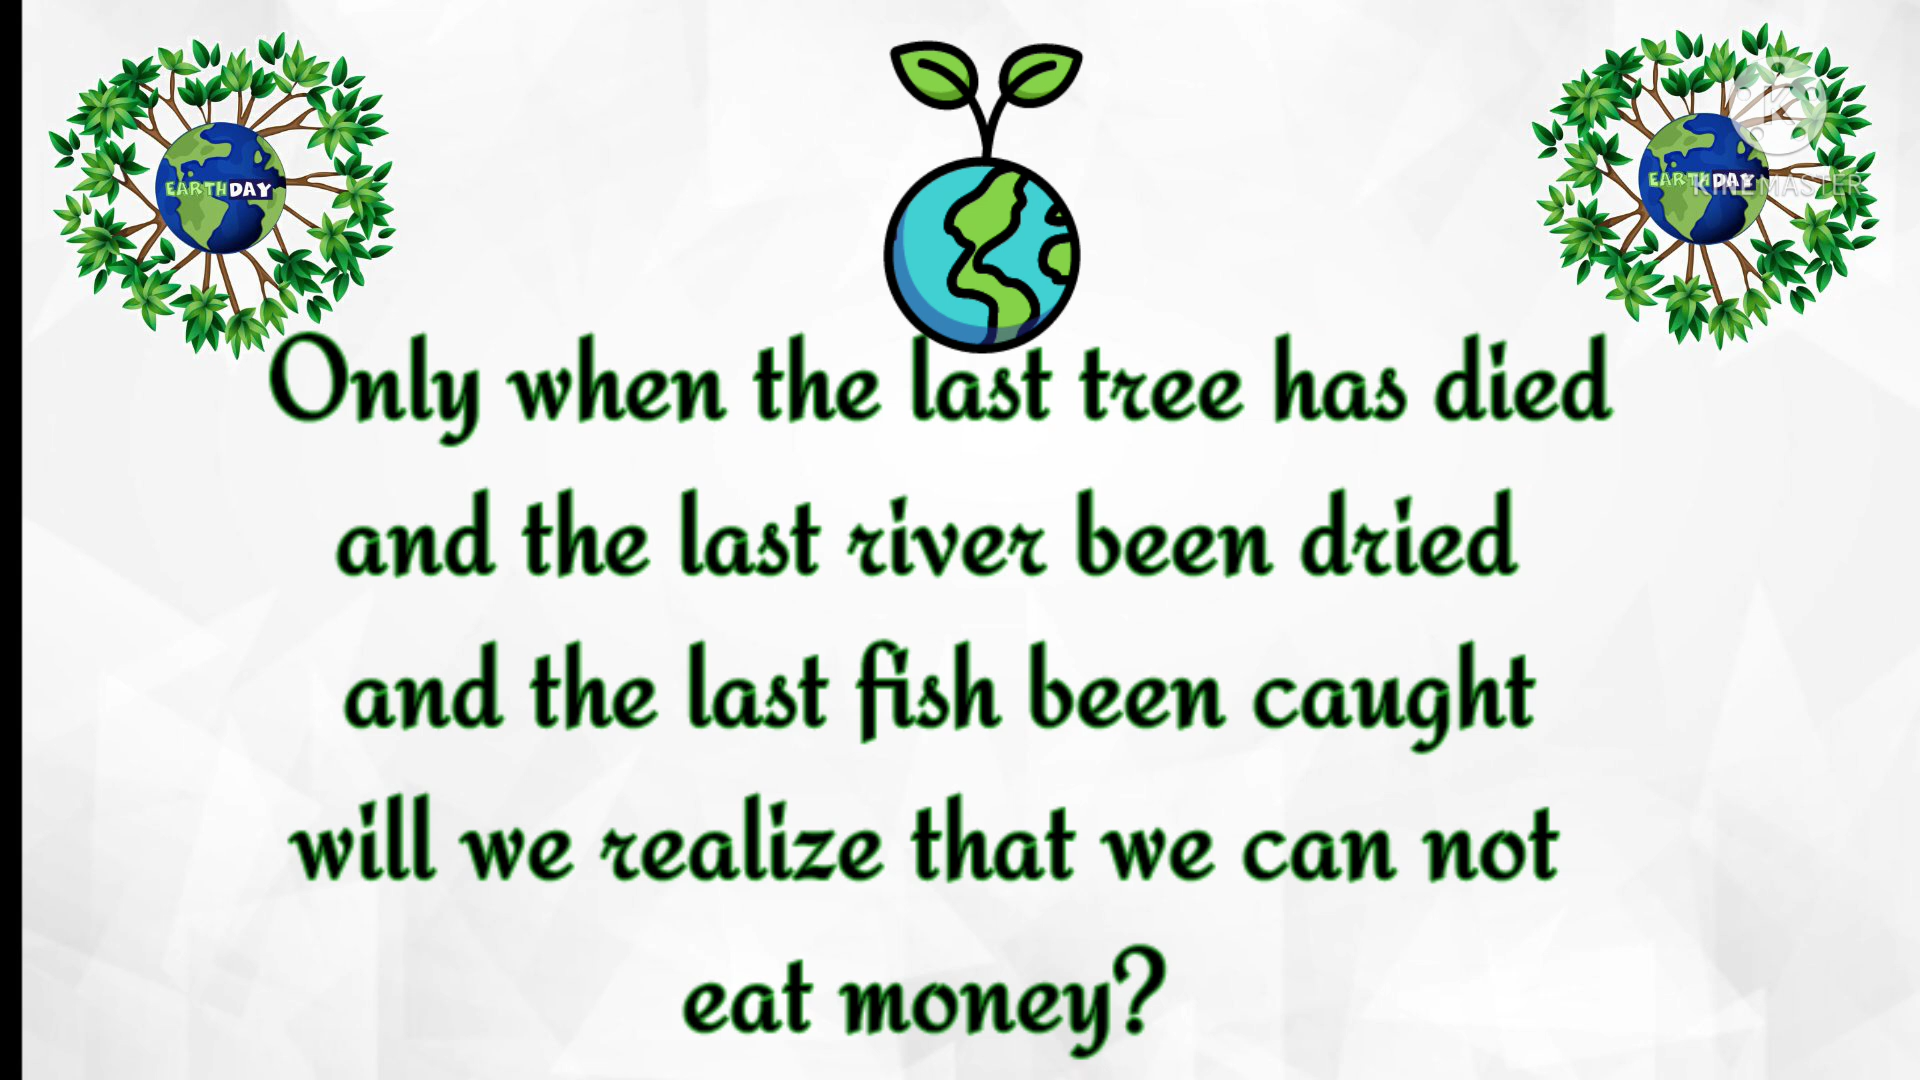 EARTHDAY
EARTHDAY
KINEMASTER
Only when the last tree has died
and the last river been dried
and the last fish been caught
will we realize that we can not
eat money?